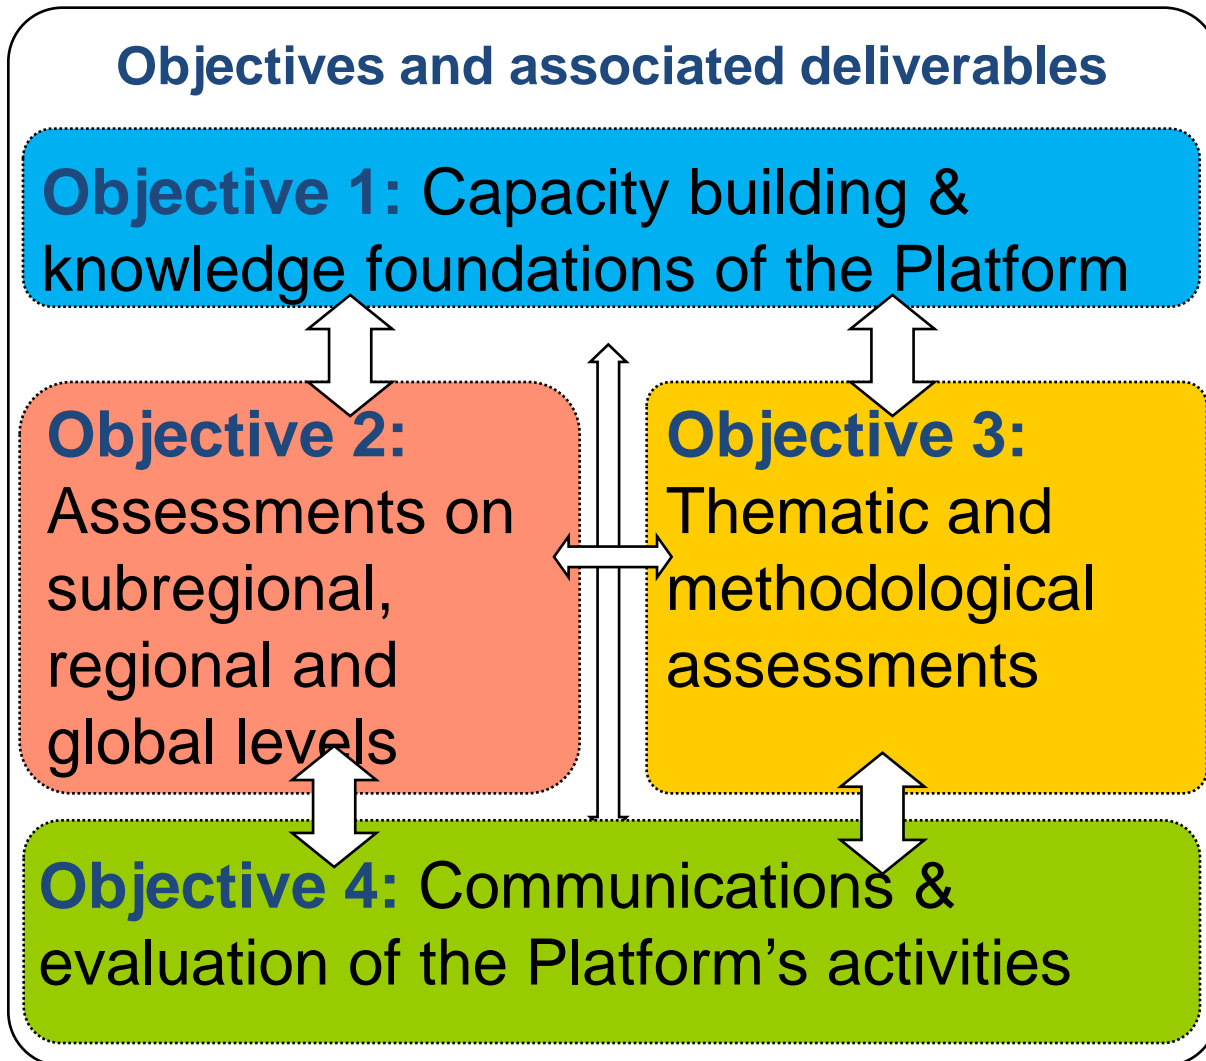 Objectives and associated deliverables
Objective 1: Capacity building &
knowledge foundations of the Platform
Objective 2:
Assessments on
subregional,
regional and
global levels
Objective 3:
Thematic and
methodological
assessments
Objective 4: Communications &
evaluation of the Platform’s activities